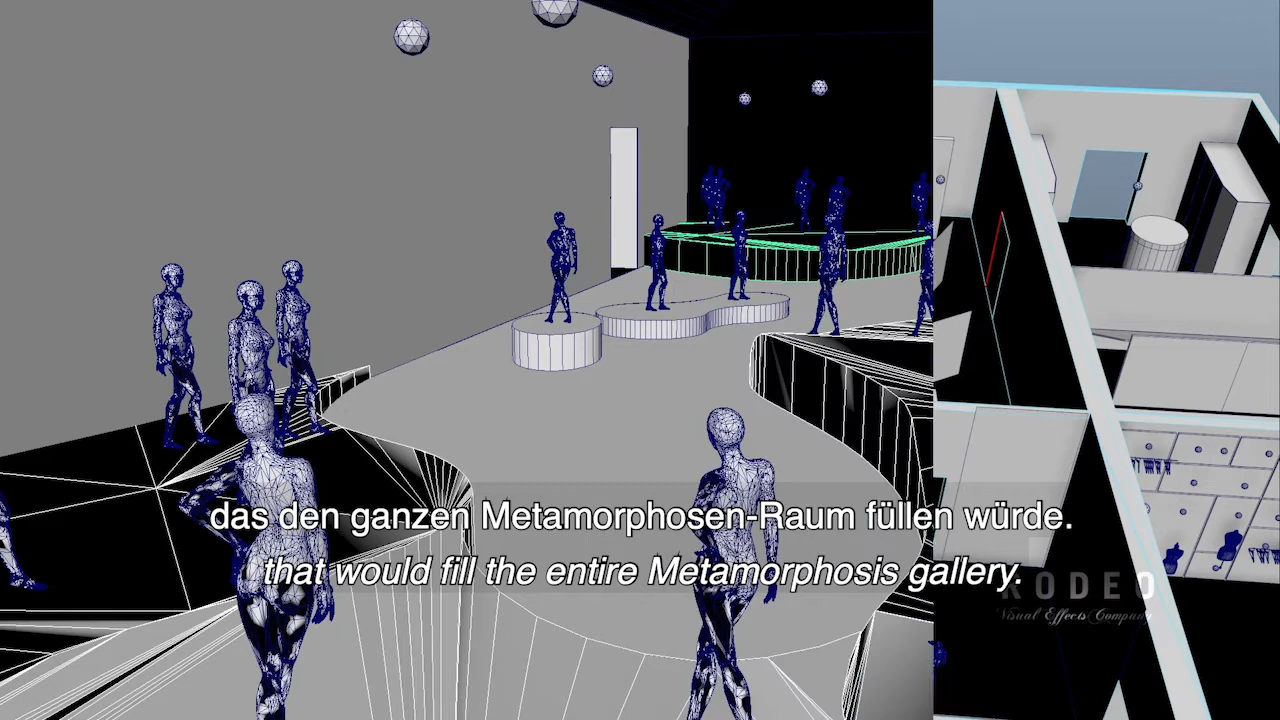 das den ganzen Metamorphosen-Raum füllen würde.
that would fill the entire Metamorphosis gallery.
RODEO
Visual Effects Company